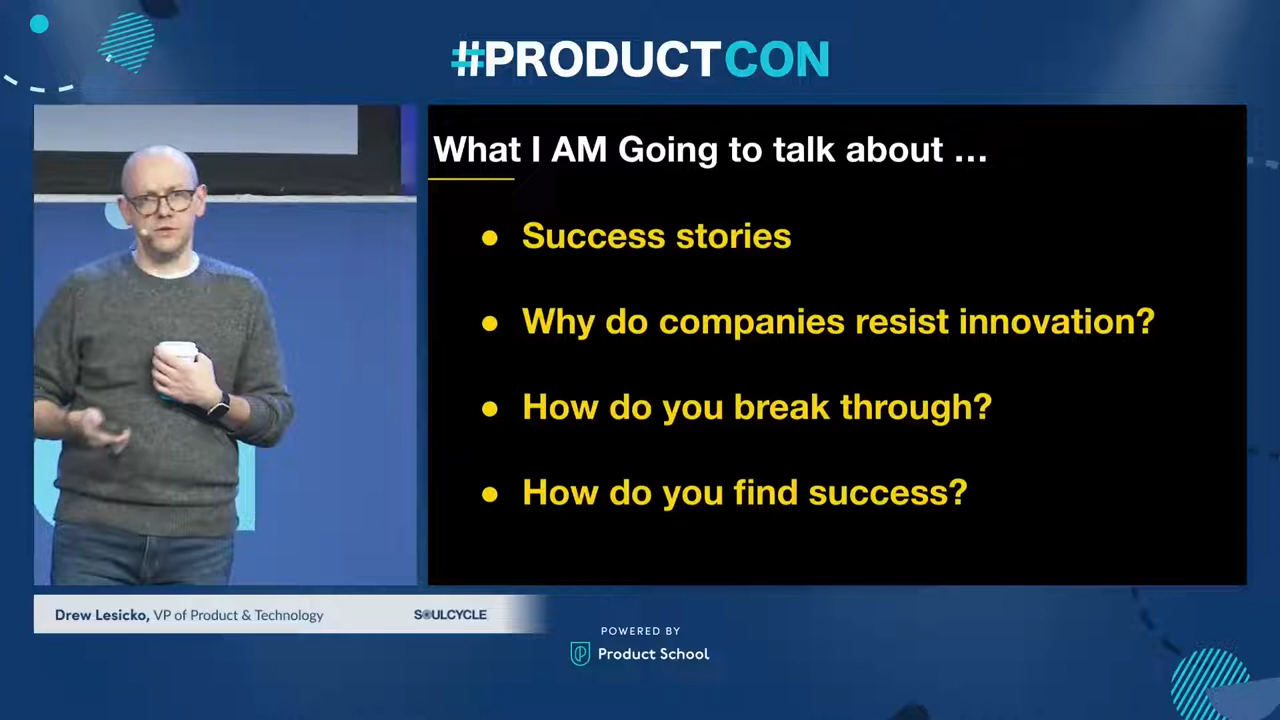 #PRODUCTCON
What I AM Going to talk about ...
● Success stories
● Why do companies resist innovation?
● How do you break through?
● How do you find success?
Drew Lesicko, VP of Product & Technology
SOULCYCLE
POWERED BY
Product School